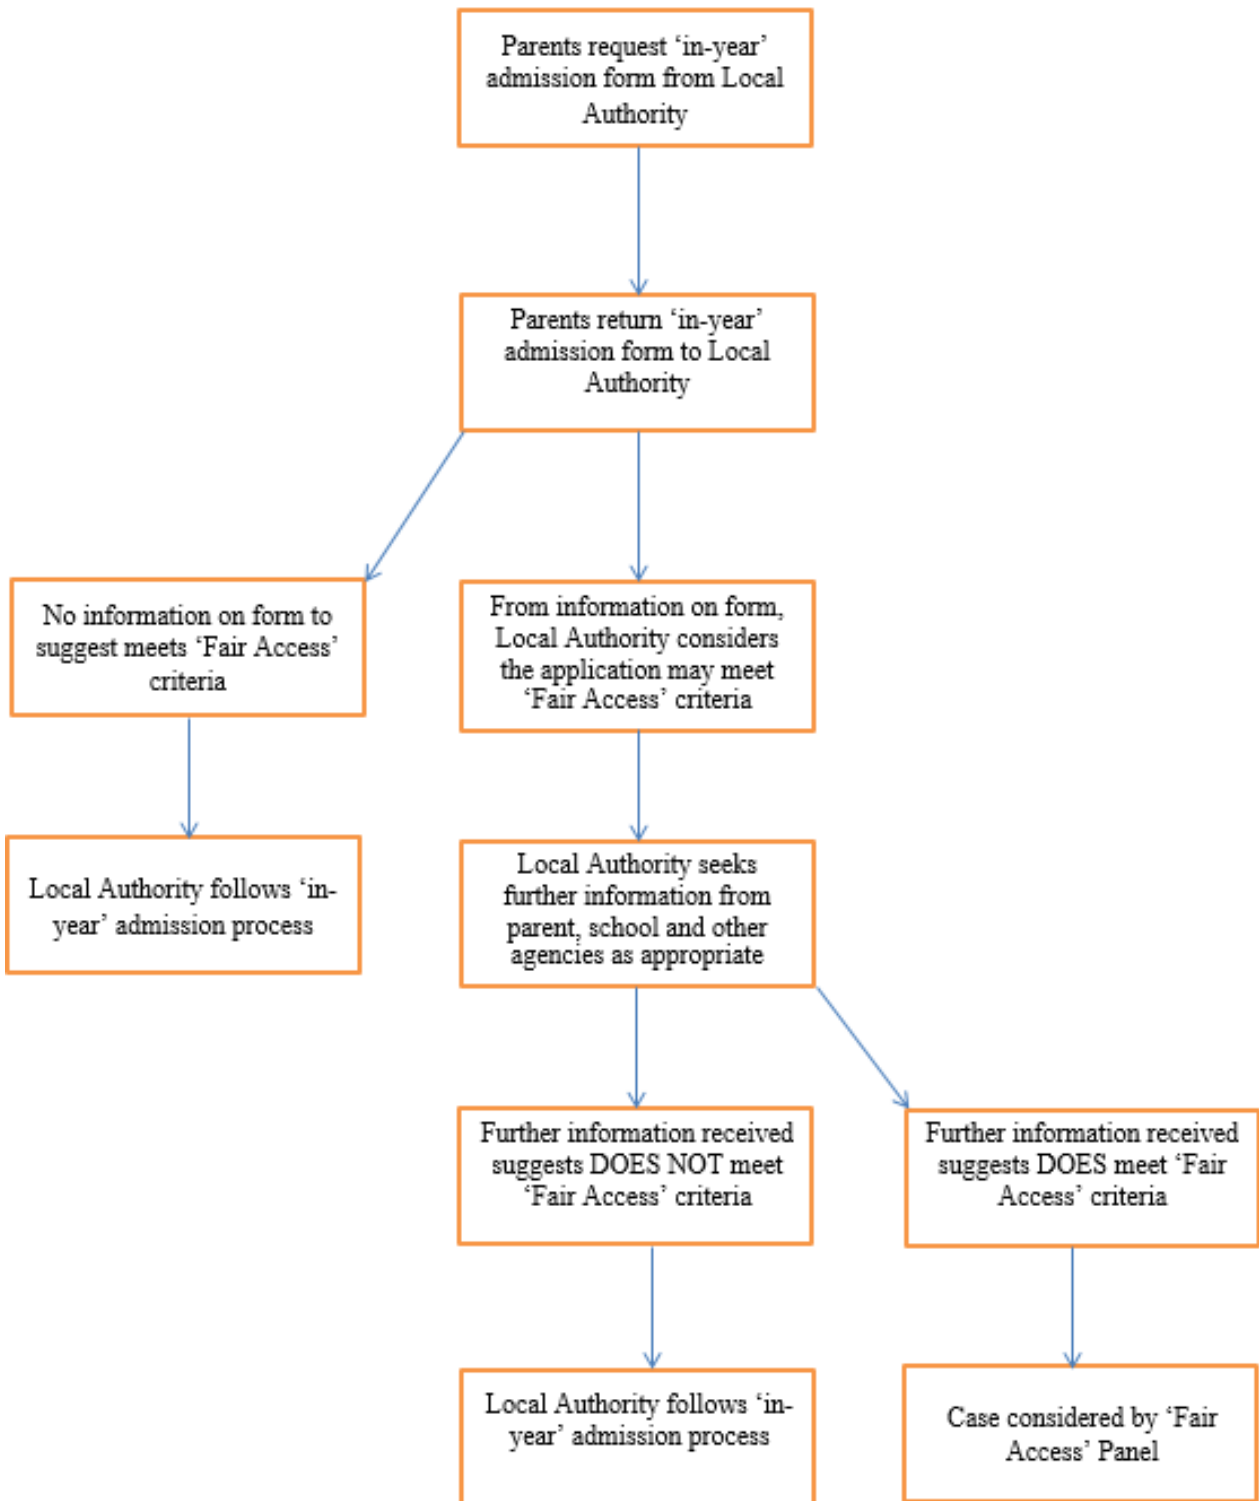 Parents request ‘in-year’
admission form from Local
Authority
Parents return ‘in-year’
admission form to Local
Authority
No information on form to
suggest meets ‘Fair Access’
criteria
From information on form,
Local Authority considers
the application may meet
‘Fair Access’ criteria
Local Authority follows ‘in-
year’ admission process
Local Authority seeks
further information from
parent, school and other
agencies as appropriate
Further information received
suggests DOES NOT meet
‘Fair Access’ criteria
Further information received
suggests DOES meet ‘Fair
Access’ criteria
Local Authority follows ‘in-
year’ admission process
Case considered by ‘Fair
Access’ Panel